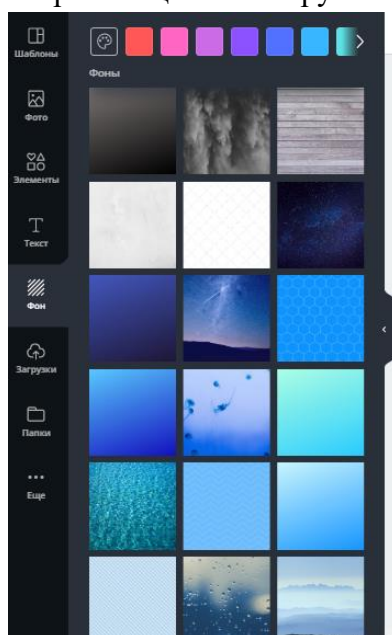 Шаблоны
Фото
Элементы
Текст
Фон
Загрузки
Папки
Еще
Фоны